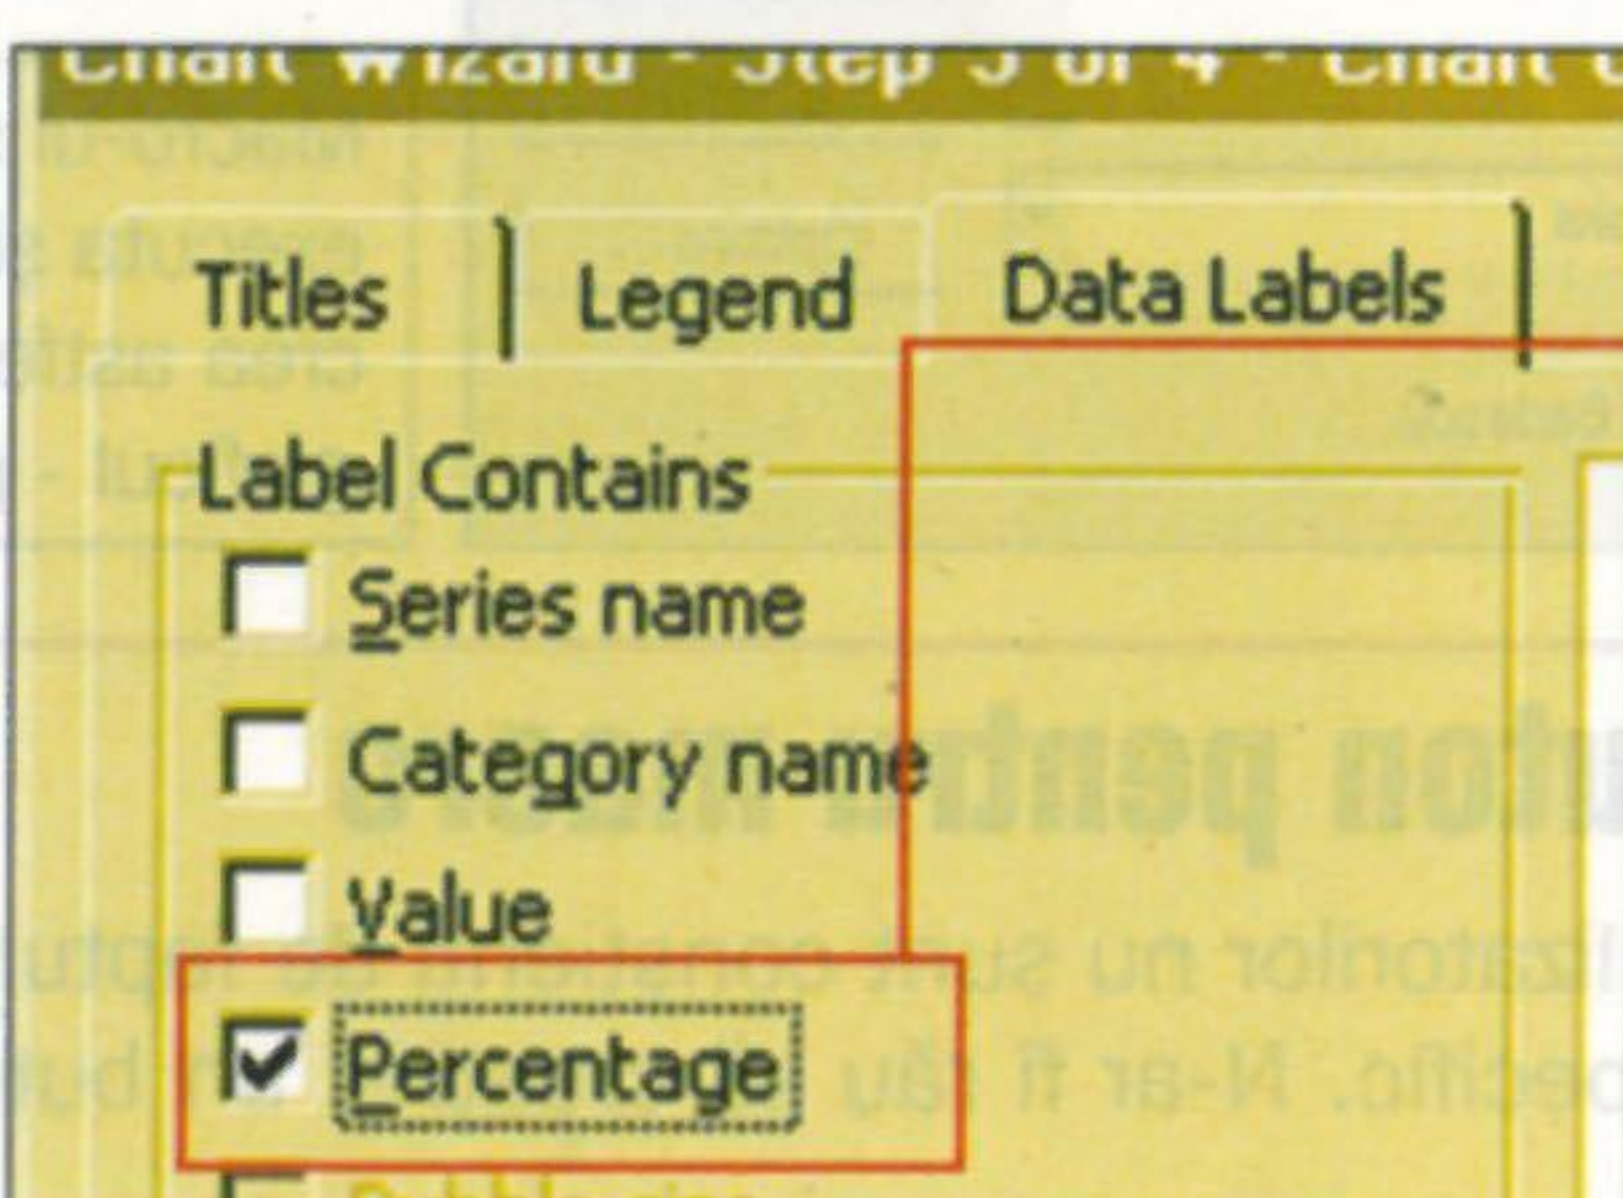 Chart Wizard - Step 3 of 4 - Chart
Titles Legend Data Labels
Label Contains
Series name
Category name
Value
Percentage